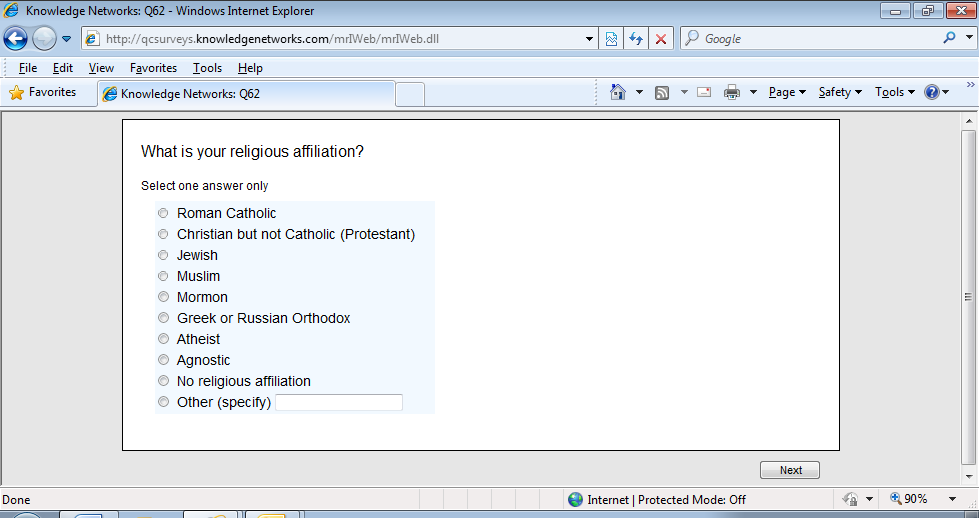 Knowledge Networks: Q62 - Windows Internet Explorer
http://qcsurveys.knowledgenetworks.com/mrIWeb/mrIWeb.dll
Google
File Edit View Favorites Tools Help
Favorites
Knowledge Networks: Q62
Page Safety Tools
What is your religious affiliation?
Select one answer only
Roman Catholic
Christian but not Catholic (Protestant)
Jewish
Muslim
Mormon
Greek or Russian Orthodox
Atheist
Agnostic
No religious affiliation
Other (specify)
Next
Done
Internet | Protected Mode: Off
90%